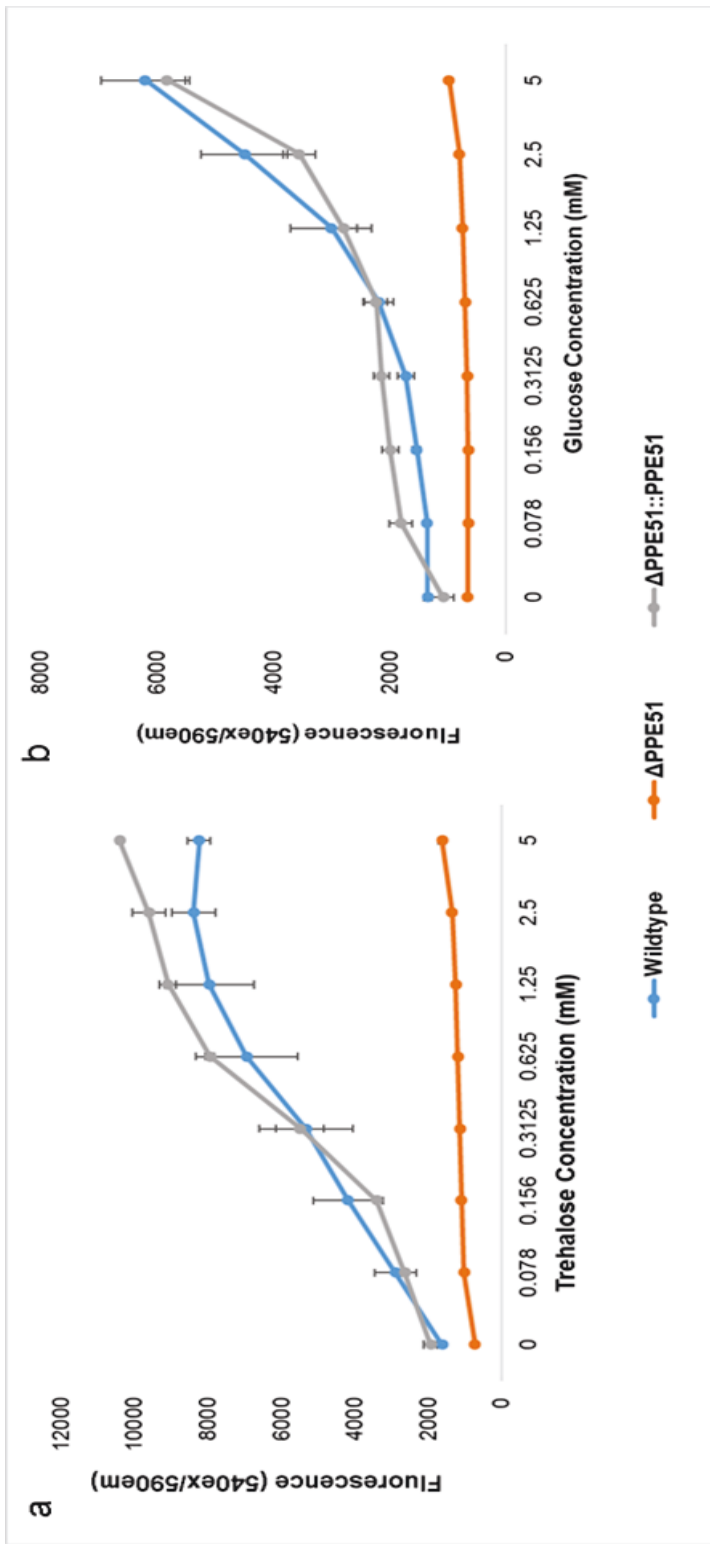 a
Fluorescence (540ex/590em)
12000
10000
8000
6000
4000
2000
0
0 0.078 0.156 0.3125 0.625 1.25 2.5 5
Trehalose Concentration (mM)
b
Fluorescence (540ex/590em)
8000
6000
4000
2000
0
0 0.078 0.156 0.3125 0.625 1.25 2.5 5
Glucose Concentration (mM)
Wildtype ΔPPE51 ΔPPE51::PPE51